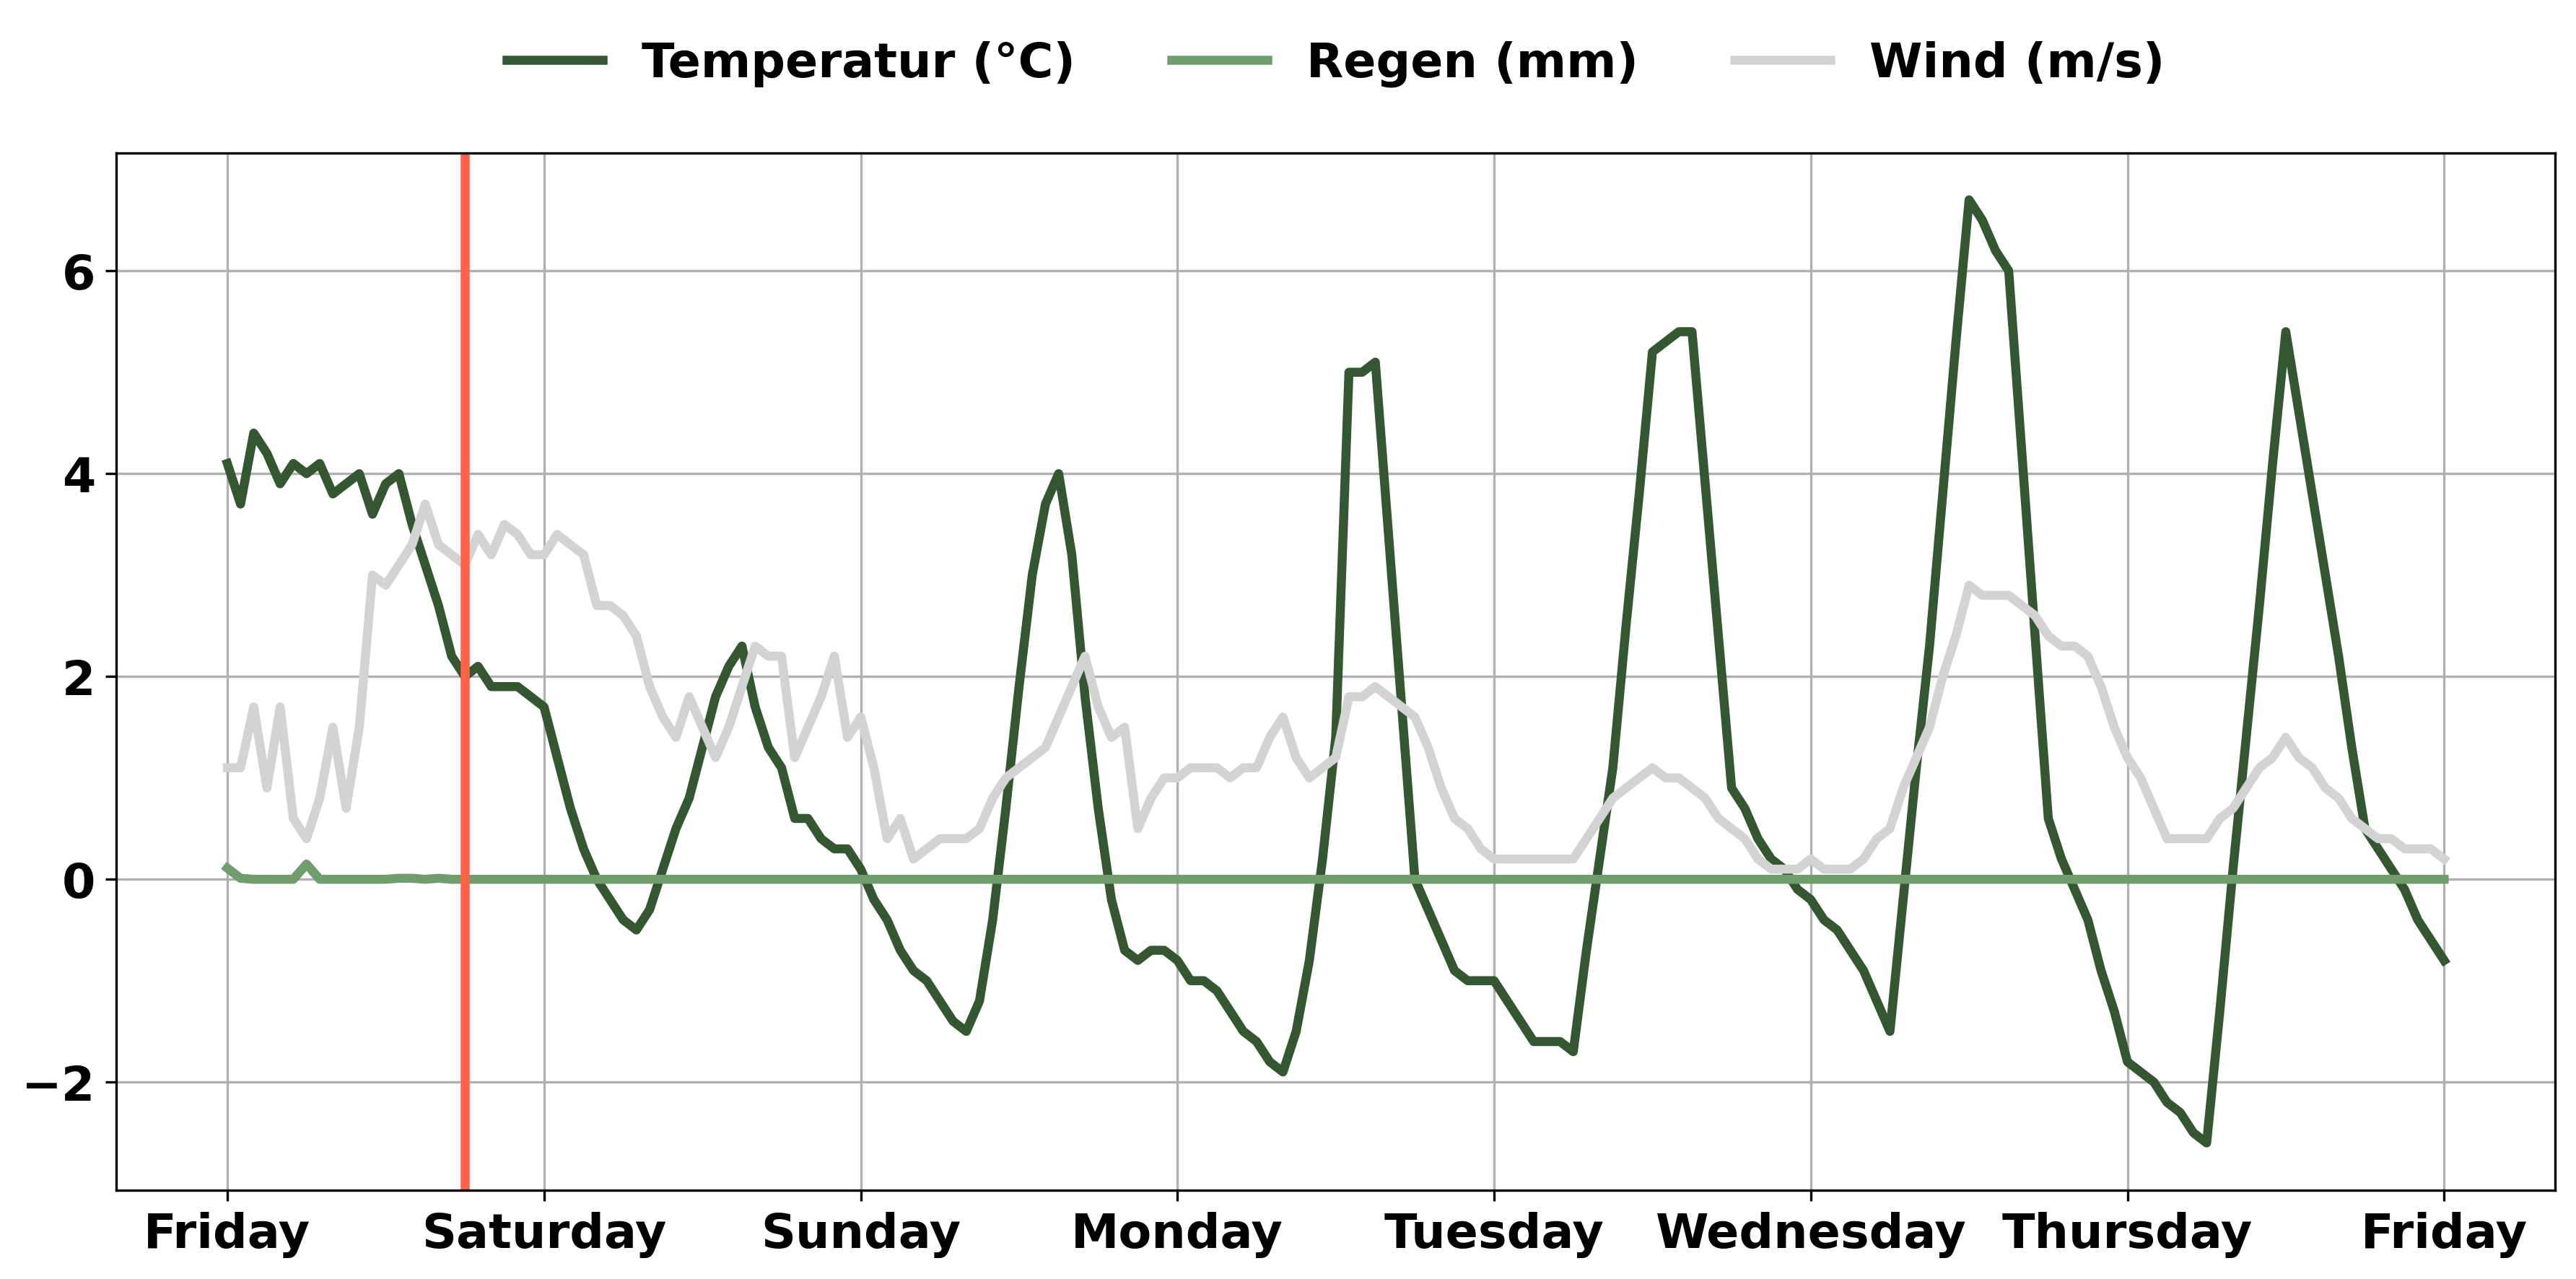 Temperatur (°C) Regen (mm) Wind (m/s)
6
4
2
0
−2
Friday Saturday Sunday Monday Tuesday Wednesday Thursday Friday